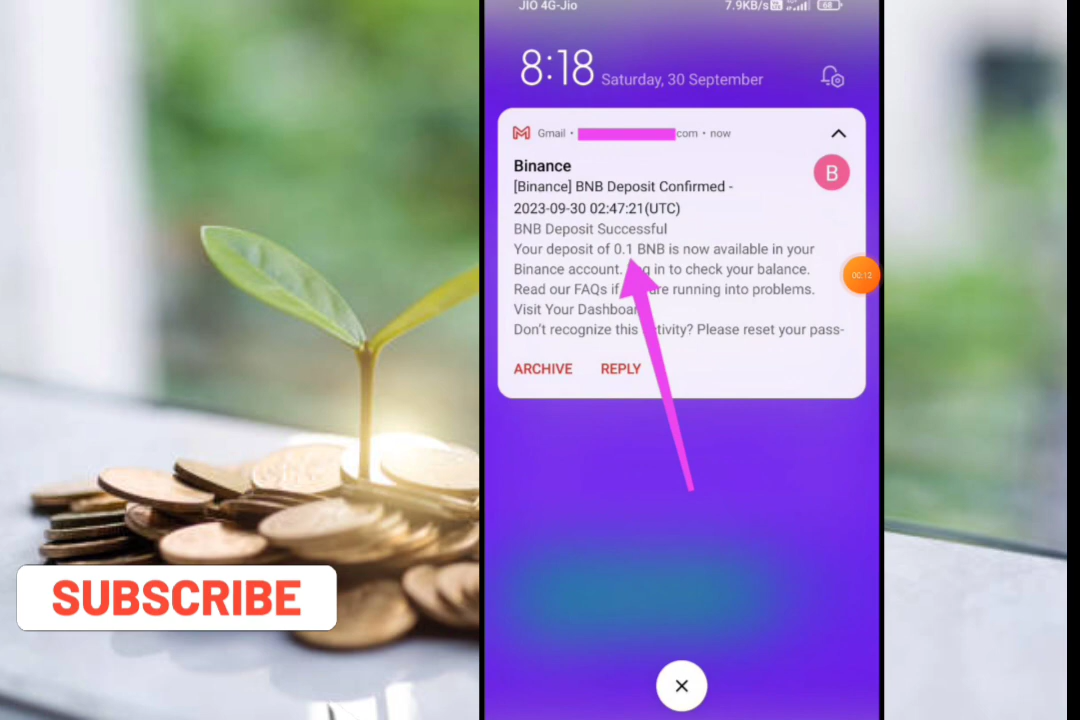 JIO 4G-Jio 7.9KB/s 68
8:18 Saturday, 30 September
Gmail • com • now
Binance
B
[Binance] BNB Deposit Confirmed -
2023-09-30 02:47:21(UTC)
BNB Deposit Successful
Your deposit of 0.1 BNB is now available in your
Binance account. in to check your balance.
00:12
Read our FAQs if are running into problems.
Visit Your
Don't recognize this Please reset your pass-
ARCHIVE REPLY
SUBSCRIBE